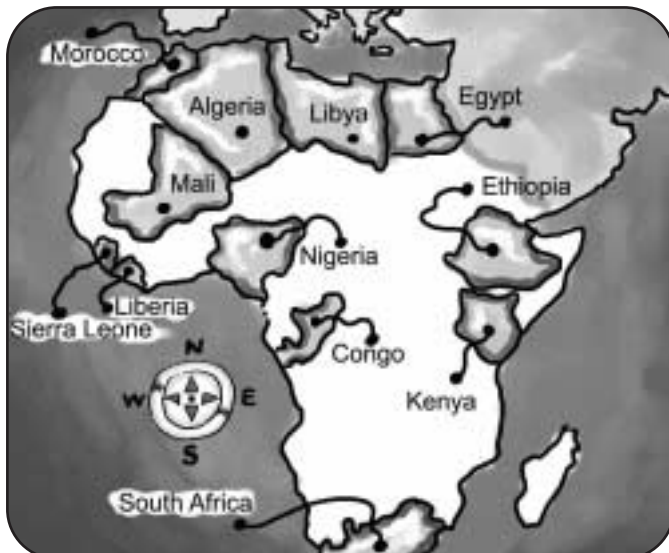 Morocco
Algeria
Libya
Egypt
Mali
Ethiopia
Nigeria
Liberia
Sierra Leone
Congo
Kenya
N
W
E
S
South Africa